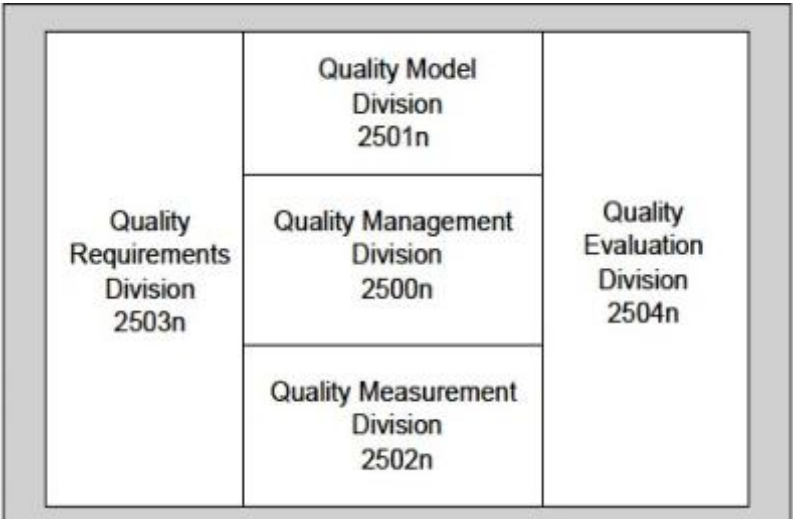 Quality
Requirements
Division
2503n
Quality Model
Division
2501n
Quality Management
Division
2500n
Quality Measurement
Division
2502n
Quality
Evaluation
Division
2504n